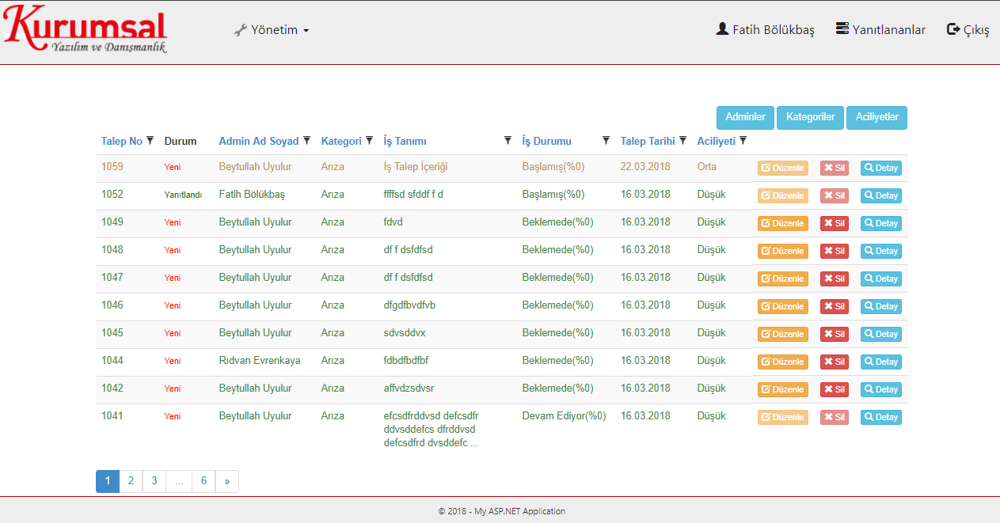 Kurumsal
Yazılım ve Danışmanlık
Yönetim
Fatih Bölükbaş Yanıtlananlar Çıkış
Adminler Kategoriler Aciliyetler
Talep No Durum Admin Ad Soyad Kategori İş Tanımı İş Durumu Talep Tarihi Aciliyeti
1059 Yeni Beytullah Uyulur Arıza İş Talep İçeriği Başlamış(%0) 22.03.2018 Orta Düzenle Sil Detay
1052 Yanıtlandı Fatih Bölükbaş Arıza ffffsd sfddf f d Başlamış(%0) 16.03.2018 Düşük Düzenle Sil Detay
1049 Yeni Beytullah Uyulur Arıza fdvd Beklemede(%0) 16.03.2018 Düşük Düzenle Sil Detay
1048 Yeni Beytullah Uyulur Arıza df f dsfdfsd Beklemede(%0) 16.03.2018 Düşük Düzenle Sil Detay
1047 Yeni Beytullah Uyulur Arıza df f dsfdfsd Beklemede(%0) 16.03.2018 Düşük Düzenle Sil Detay
1046 Yeni Beytullah Uyulur Arıza dfgdfbvdfvb Beklemede(%0) 16.03.2018 Düşük Düzenle Sil Detay
1045 Yeni Beytullah Uyulur Arıza sdvsddvx Beklemede(%0) 16.03.2018 Düşük Düzenle Sil Detay
1044 Yeni Rıdvan Evrenkaya Arıza fdbdfbdfbf Beklemede(%0) 16.03.2018 Düşük Düzenle Sil Detay
1042 Yeni Beytullah Uyulur Arıza affvdzsdvsr Beklemede(%0) 16.03.2018 Düşük Düzenle Sil Detay
1041 Yeni Beytullah Uyulur Arıza efcsdfrddvsd defcsdfr Devam Ediyor(%0) 16.03.2018 Düşük Düzenle Sil Detay
ddvsddefcs dfrddvsd
defcsdfrd dvsddefc ...
1 2 3 ... 6 »
© 2018 - My ASP.NET Application